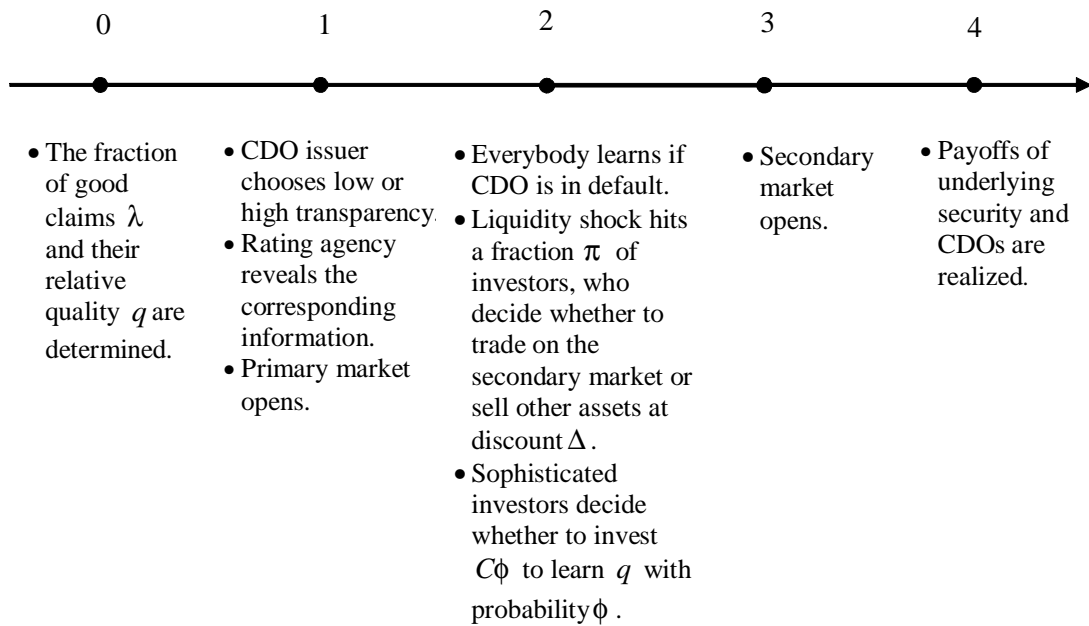 0
1
2
3
4
• The fraction
of good
claims λ
and their
relative
quality q are
determined.
• CDO issuer
chooses low or
high transparency.
• Rating agency
reveals the
corresponding
information.
• Primary market
opens.
• Everybody learns if
CDO is in default.
• Liquidity shock hits
a fraction π of
investors, who
decide whether to
trade on the
secondary market or
sell other assets at
discount Δ.
• Sophisticated
investors decide
whether to invest
Cϕ to learn q with
probability ϕ.
• Secondary
market
opens.
• Payoffs of
underlying
security and
CDOs are
realized.